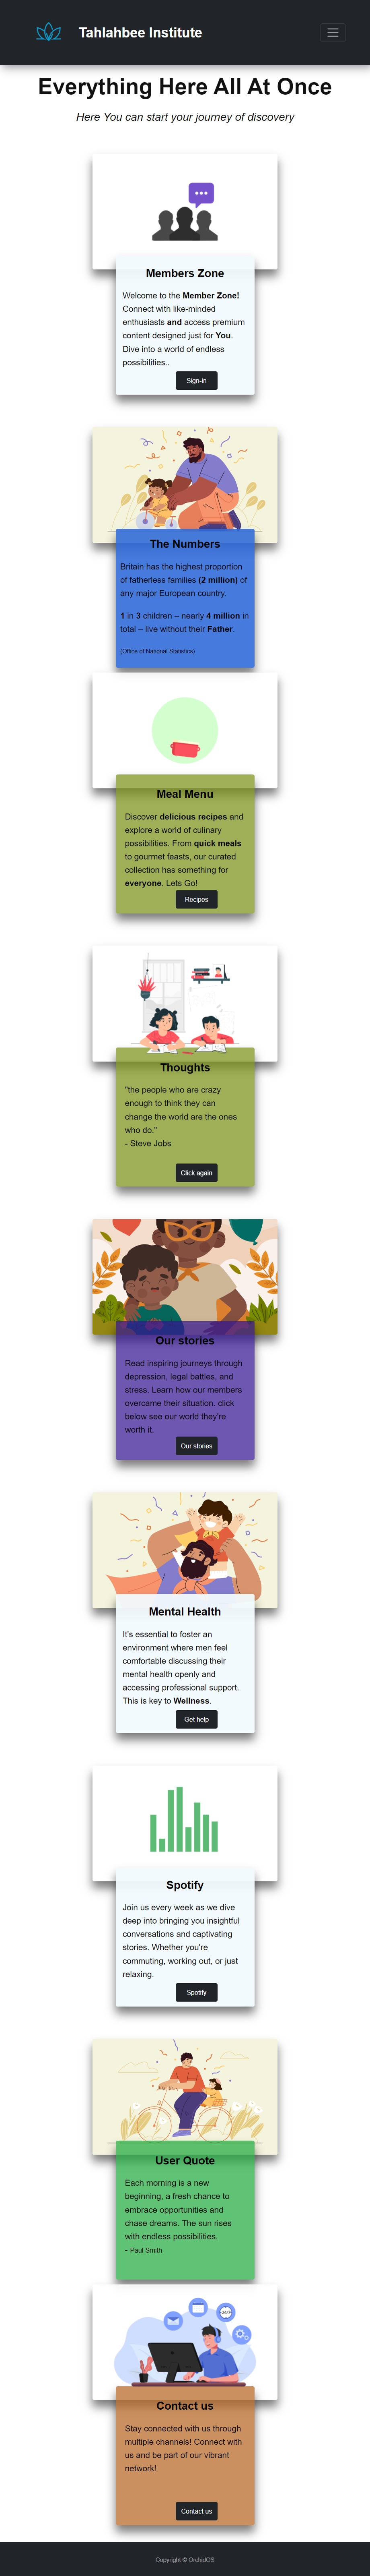 Tahlahbee Institute
Everything Here All At Once
Here You can start your journey of discovery
Members Zone
Welcome to the Member Zone!
Connect with like-minded
enthusiasts and access premium
content designed just for You.
Dive into a world of endless
possibilities..
Sign-in
The Numbers
Britain has the highest proportion
of fatherless families (2 million) of
any major European country.
1 in 3 children – nearly 4 million in
total – live without their Father.
(Office of National Statistics)
Meal Menu
Discover delicious recipes and
explore a world of culinary
possibilities. From quick meals
to gourmet feasts, our curated
collection has something for
everyone. Lets Go!
Recipes
Thoughts
"the people who are crazy
enough to think they can
change the world are the ones
who do."
- Steve Jobs
Click again
Our stories
Read inspiring journeys through
depression, legal battles, and
stress. Learn how our members
overcame their situation. click
below see our world they're
worth it.
Our stories
Mental Health
It's essential to foster an
environment where men feel
comfortable discussing their
mental health openly and
accessing professional support.
This is key to Wellness.
Get help
Spotify
Join us every week as we dive
deep into bringing you insightful
conversations and captivating
stories. Whether you're
commuting, working out, or just
relaxing.
Spotify
User Quote
Each morning is a new
beginning, a fresh chance to
embrace opportunities and
chase dreams. The sun rises
with endless possibilities.
- Paul Smith
Contact us
Stay connected with us through
multiple channels! Connect with
us and be part of our vibrant
network!
Contact us
Copyright © OrchidOS